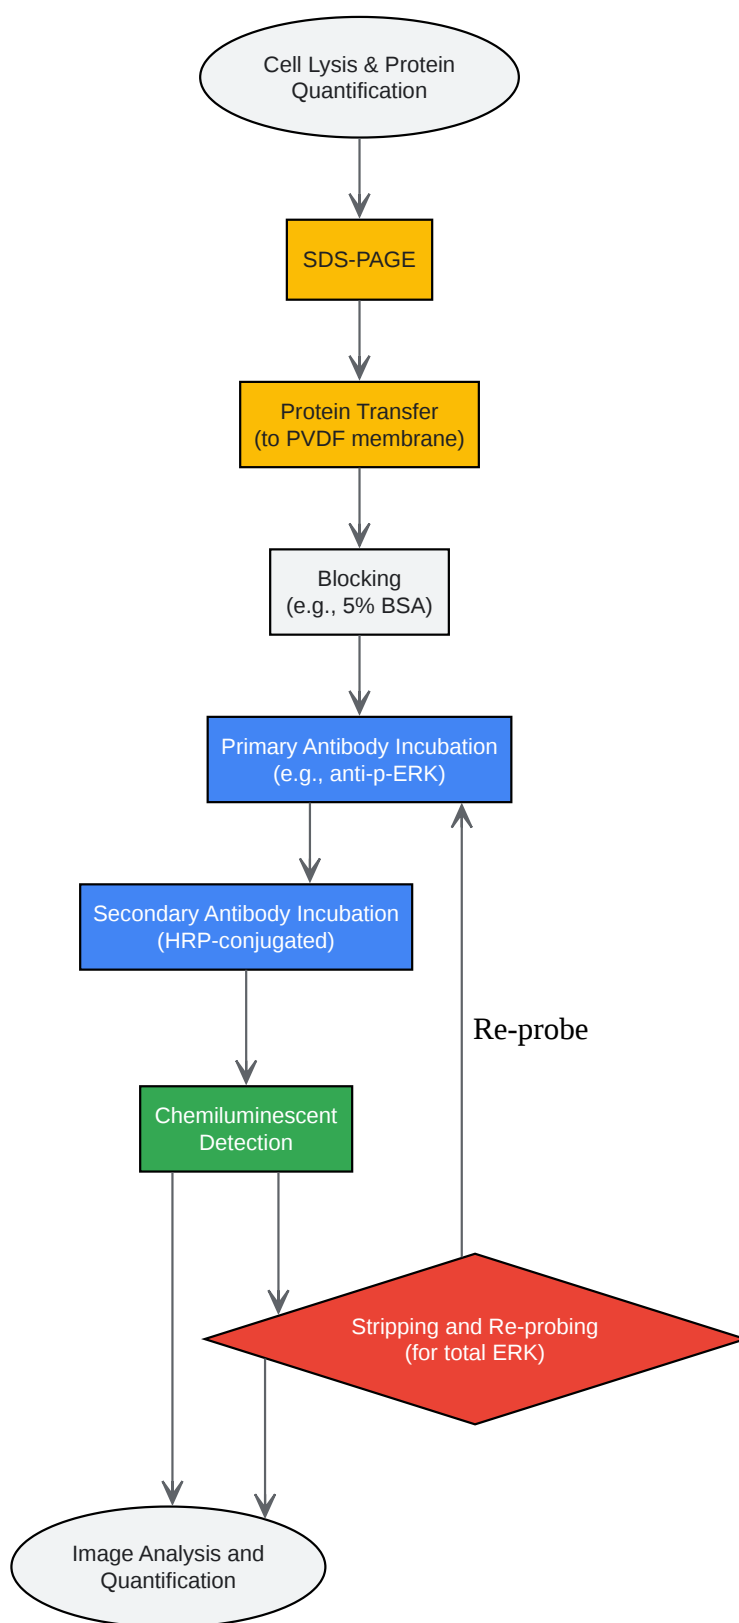 Cell Lysis & Protein
Quantification
SDS-PAGE
Protein Transfer
(to PVDF membrane)
Blocking
(e.g., 5% BSA)
Primary Antibody Incubation
(e.g., anti-p-ERK)
Secondary Antibody Incubation
(HRP-conjugated)
Re-probe
Chemiluminescent
Detection
Stripping and Re-probing
(for total ERK)
Image Analysis and
Quantification